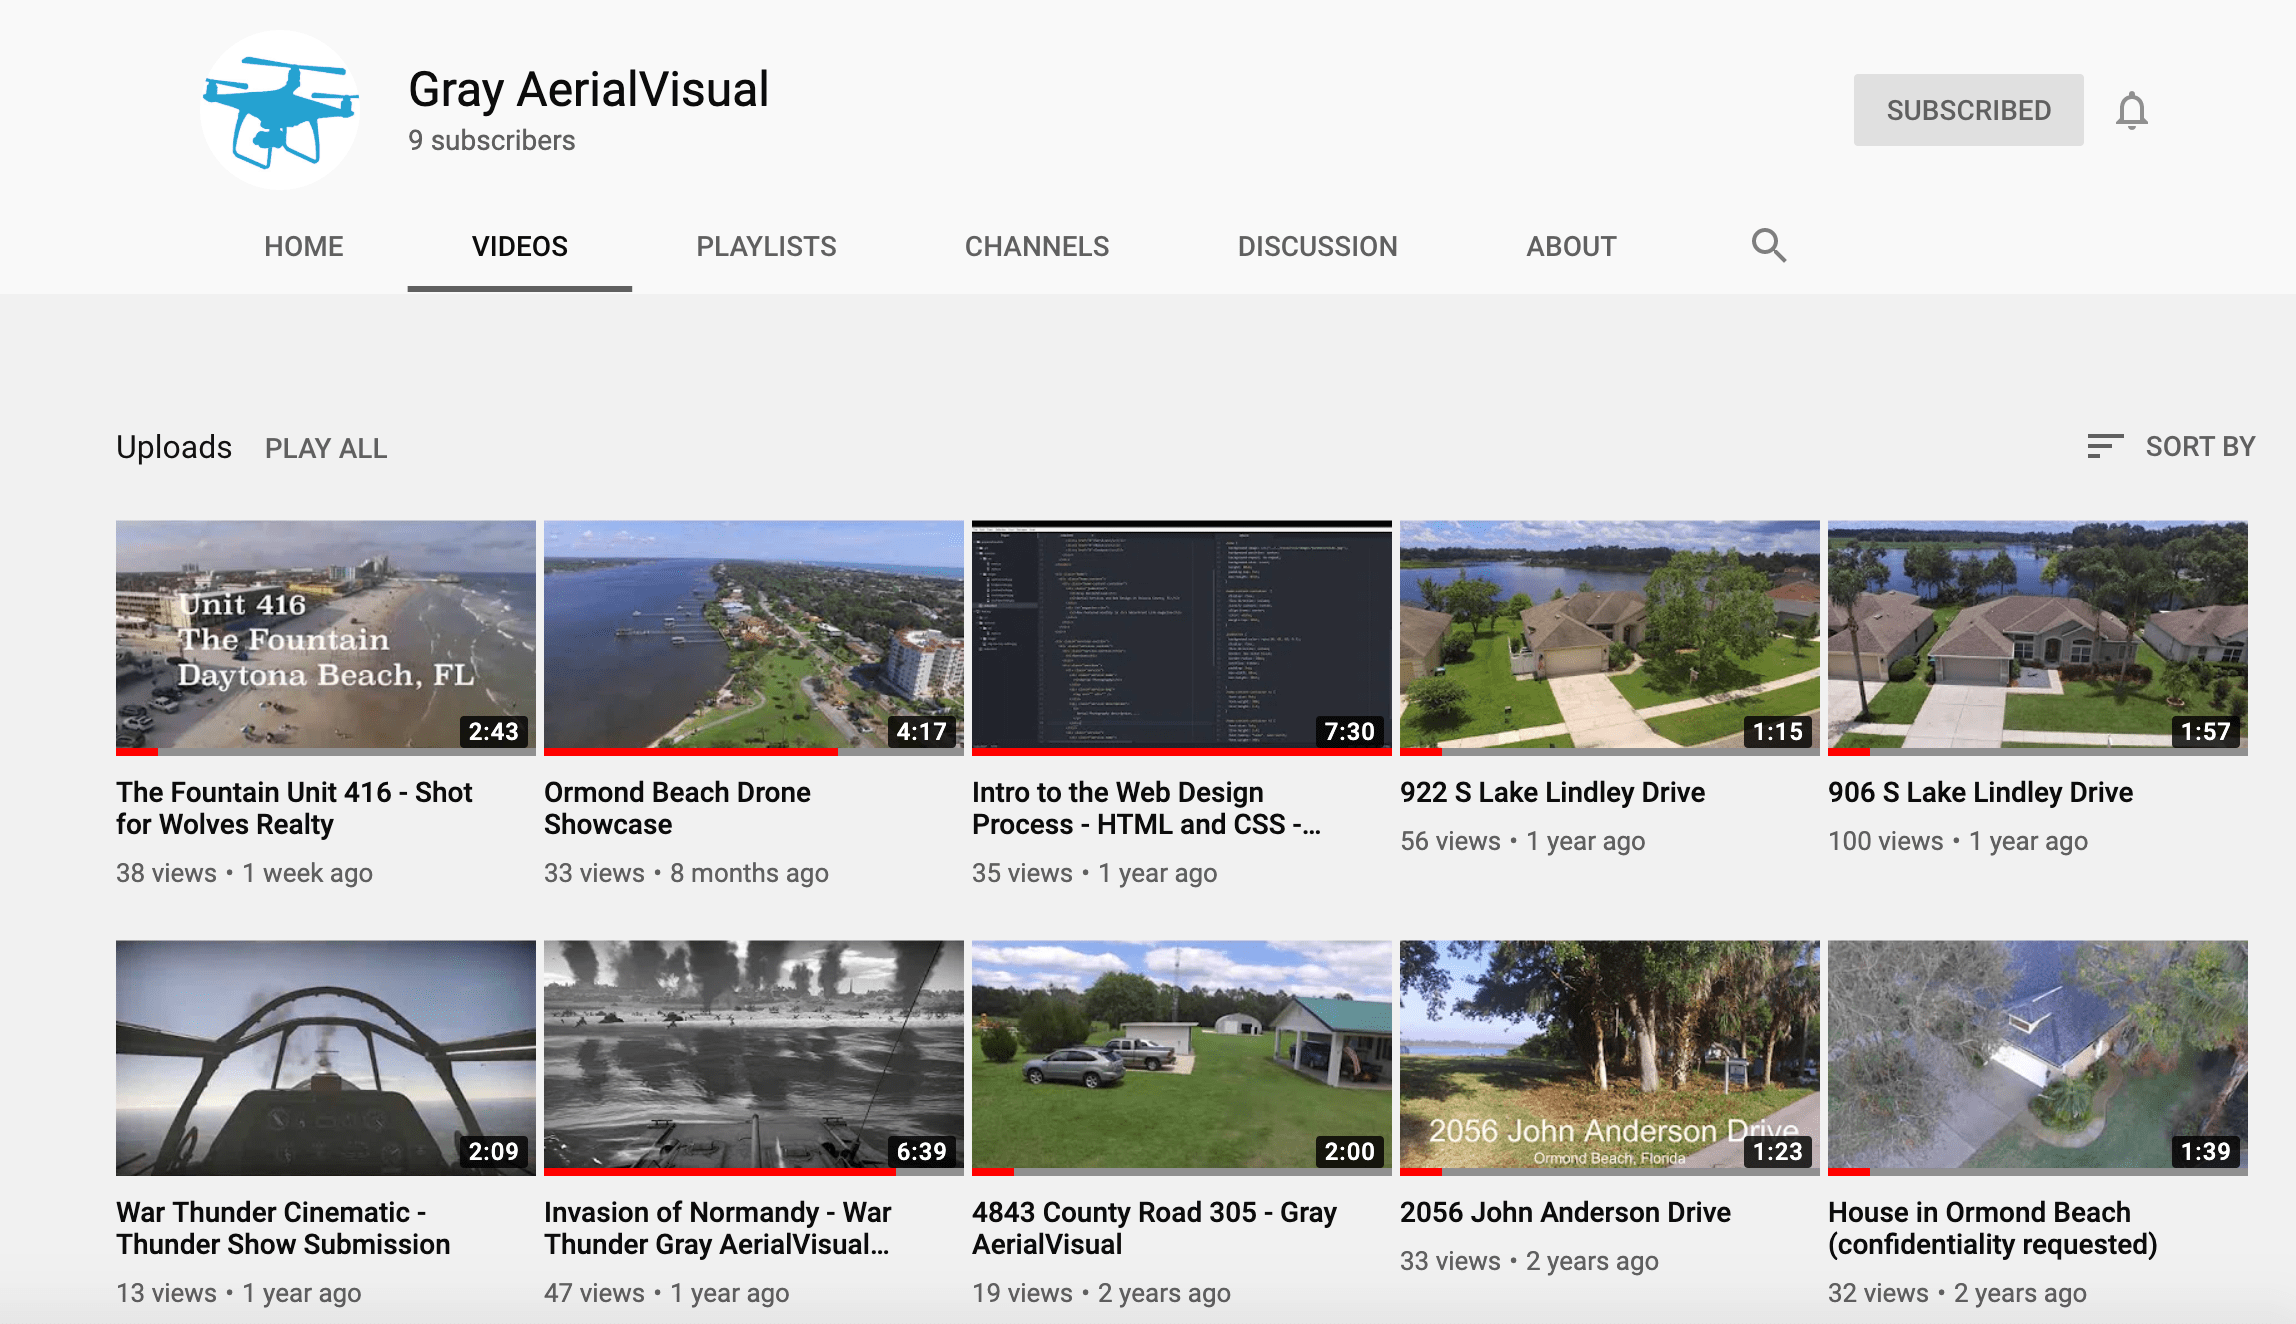 Gray AerialVisual
9 subscribers
SUBSCRIBED
HOME
VIDEOS
PLAYLISTS
CHANNELS
DISCUSSION
ABOUT
Uploads
PLAY ALL
SORT BY
Unit 416
The Fountain
Daytona Beach, FL
2:43
4:17
7:30
1:15
1:57
The Fountain Unit 416 - Shot
for Wolves Realty
38 views • 1 week ago
Ormond Beach Drone
Showcase
33 views • 8 months ago
Intro to the Web Design
Process - HTML and CSS -...
35 views • 1 year ago
922 S Lake Lindley Drive
56 views • 1 year ago
906 S Lake Lindley Drive
100 views • 1 year ago
2:09
6:39
2:00
2056 John Anderson Drive
Ormond Beach, Florida
1:23
1:39
War Thunder Cinematic -
Thunder Show Submission
13 views • 1 year ago
Invasion of Normandy - War
Thunder Gray AerialVisual...
47 views • 1 year ago
4843 County Road 305 - Gray
AerialVisual
19 views • 2 years ago
2056 John Anderson Drive
33 views • 2 years ago
House in Ormond Beach
(confidentiality requested)
32 views • 2 years ago